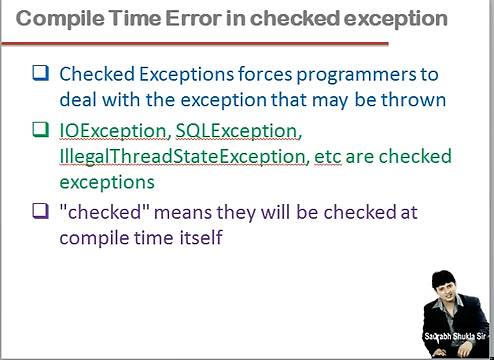 Compile Time Error in checked exception
Checked Exceptions forces programmers to
deal with the exception that may be thrown
IOException, SQLException,
IllegalThreadStateException, etc are checked
exceptions
"checked" means they will be checked at
compile time itself
Saurabh Shukla Sir